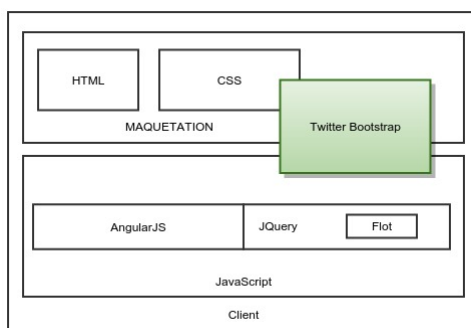 HTML
CSS
MAQUETATION
Twitter Bootstrap
AngularJS
JQuery
Flot
JavaScript
Client